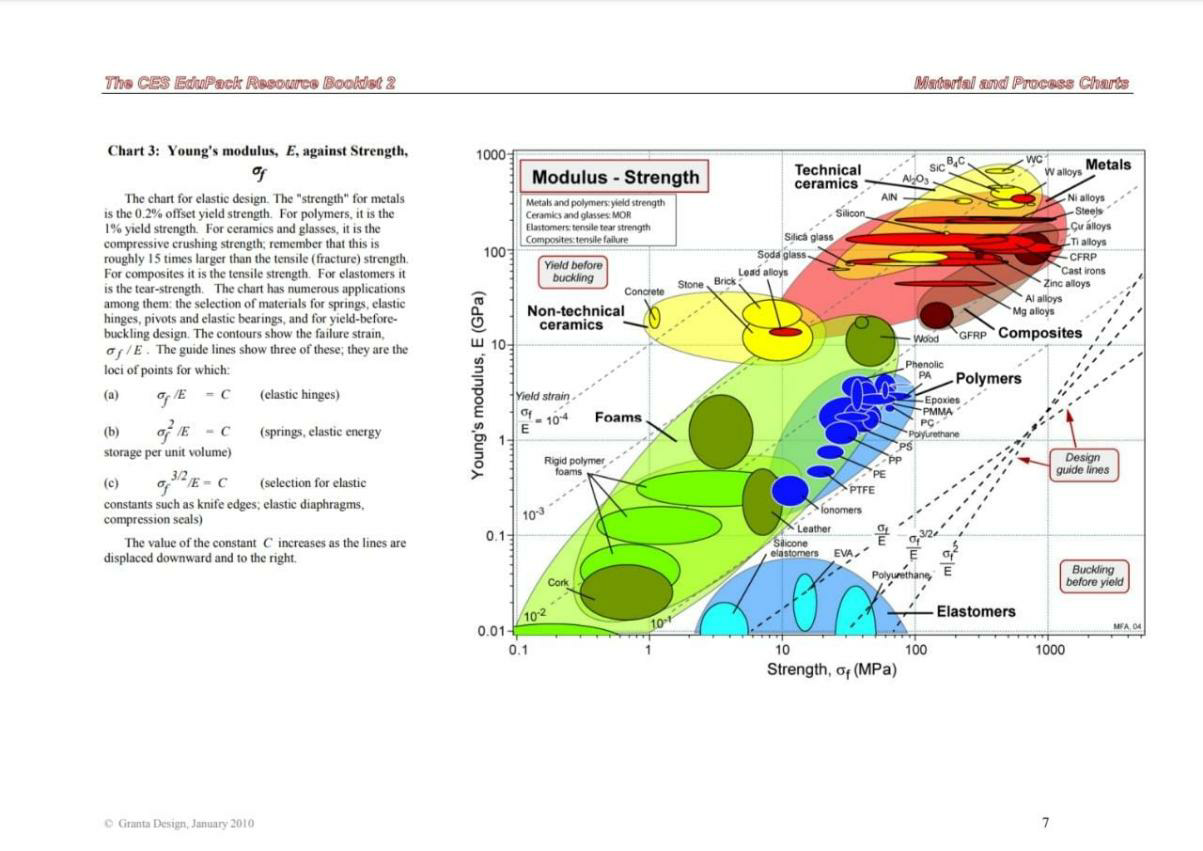 The CES EduPack Resource Booklet 2
Material and Process Charts
Chart 3: Young's modulus, E, against Strength,
σf
The chart for elastic design. The "strength" for metals
is the 0.2% offset yield strength. For polymers, it is the
1% yield strength. For ceramics and glasses, it is the
compressive crushing strength; remember that this is
roughly 15 times larger than the tensile (fracture) strength.
For composites it is the tensile strength. For elastomers it
is the tear-strength. The chart has numerous applications
among them: the selection of materials for springs, elastic
hinges, pivots and elastic bearings, and for yield-before-
buckling design. The contours show the failure strain,
σf /E . The guide lines show three of these; they are the
loci of points for which:
(a) σf /E = C (elastic hinges)
(b) σf² /E = C (springs, elastic energy
storage per unit volume)
(c) σf^3/2 /E = C (selection for elastic
constants such as knife edges; elastic diaphragms,
compression seals)
The value of the constant C increases as the lines are
displaced downward and to the right.
Modulus - Strength
Metals and polymers: yield strength
Ceramics and glasses: MOR
Elastomers: tensile tear strength
Composites: tensile failure
Young's modulus, E (GPa)
1000
100
10
1
0.1
0.01
Technical
ceramics
Al₂O₃
SiC
B₄C
WC
W alloys
Metals
AlN
Ni alloys
Silicon
Steels
Cu alloys
Silica glass
Ti alloys
Soda glass
CFRP
Cast irons
Yield before
buckling
Lead alloys
Brick
Stone
Concrete
Zinc alloys
Al alloys
Mg alloys
Non-technical
ceramics
Composites
GFRP
Wood
Phenolic
PA
Polymers
Yield strain
σf
E
= 10⁻⁴
Foams
Epoxies
PMMA
PC
Polyurethane
PS
PP
PE
PTFE
Rigid polymer
foams
Design
guide lines
Ionomers
10⁻³
Leather
σf
E
σf^3/2
E
σf²
E
Silicone
elastomers
EVA
Polyurethane
Cork
Buckling
before yield
Elastomers
10⁻²
10⁻¹
MFA, 04
0.1
1
10
100
1000
Strength, σf (MPa)
© Granta Design, January 2010
7